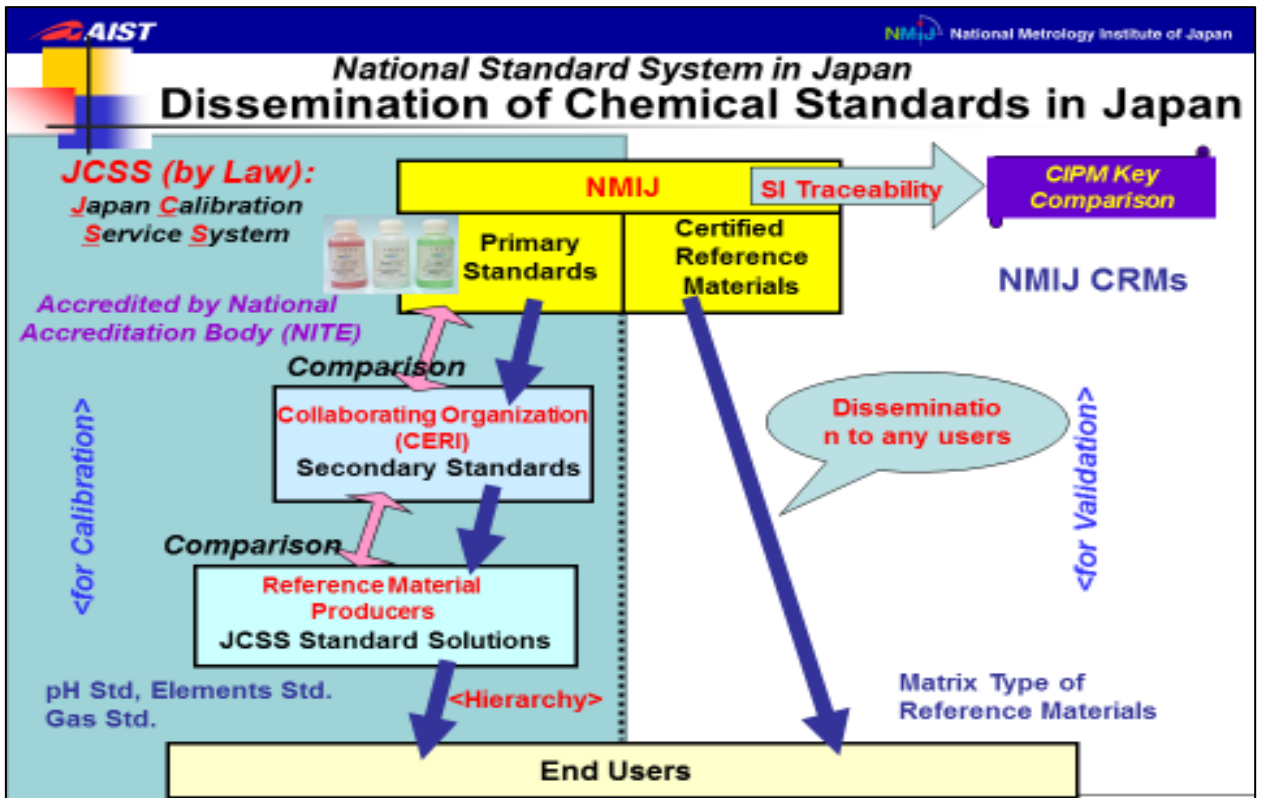 AIST
NMIJ National Metrology Institute of Japan
National Standard System in Japan
Dissemination of Chemical Standards in Japan
JCSS (by Law):
Japan Calibration
Service System
NMIJ
SI Traceability
CIPM Key
Comparison
Primary
Standards
Certified
Reference
Materials
NMIJ CRMs
Accredited by National
Accreditation Body (NITE)
Comparison
Collaborating Organization
(CERI)
Secondary Standards
Disseminatio
n to any users
<for Calibration>
<for Validation>
Comparison
Reference Material
Producers
JCSS Standard Solutions
pH Std, Elements Std.
Gas Std.
<Hierarchy>
Matrix Type of
Reference Materials
End Users